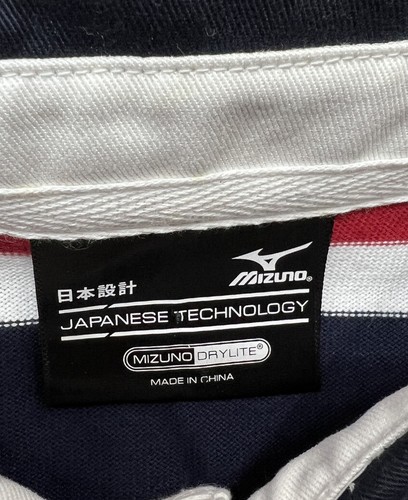 MIZUNO®
日本設計
JAPANESE TECHNOLOGY
MIZUNO DRYLITE®
MADE IN CHINA